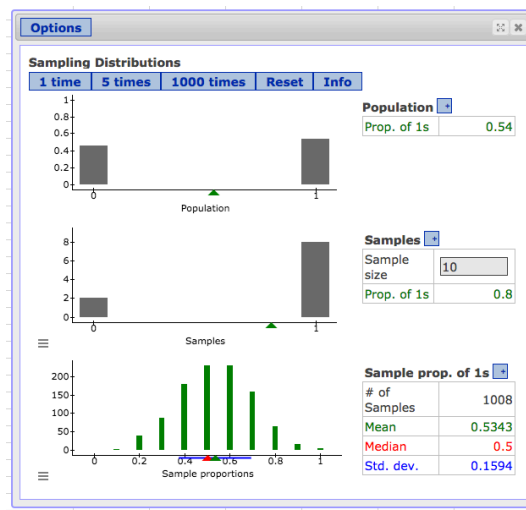 Options
Sampling Distributions
1 time 5 times 1000 times Reset Info
1
0.8
0.6
0.4
0.2
0
0 1
Population
Population +
Prop. of 1s 0.54
8
6
4
2
0
0 1
Samples
Samples +
Sample size 10
Prop. of 1s 0.8
200
150
100
50
0
0 0.2 0.4 0.6 0.8 1
Sample proportions
Sample prop. of 1s +
# of Samples 1008
Mean 0.5343
Median 0.5
Std. dev. 0.1594